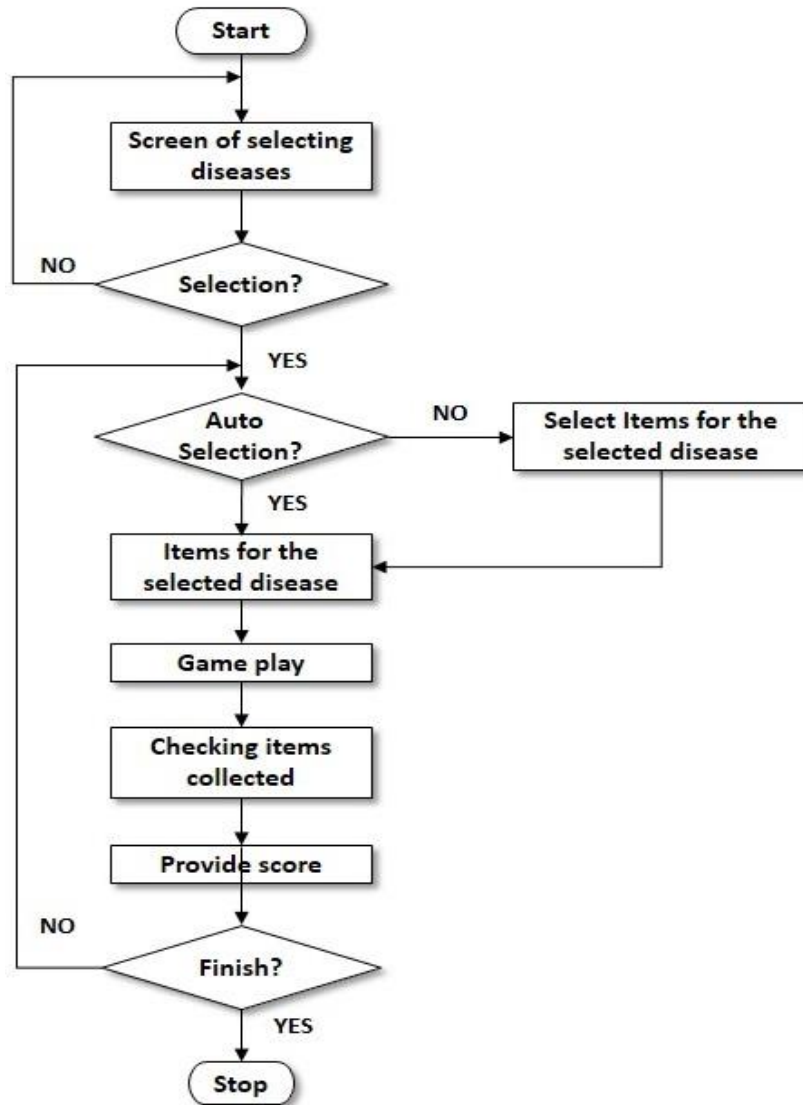 Start
Screen of selecting
diseases
NO
Selection?
YES
Auto
Selection?
NO
Select Items for the
selected disease
YES
Items for the
selected disease
Game play
Checking items
collected
Provide score
NO
Finish?
YES
Stop